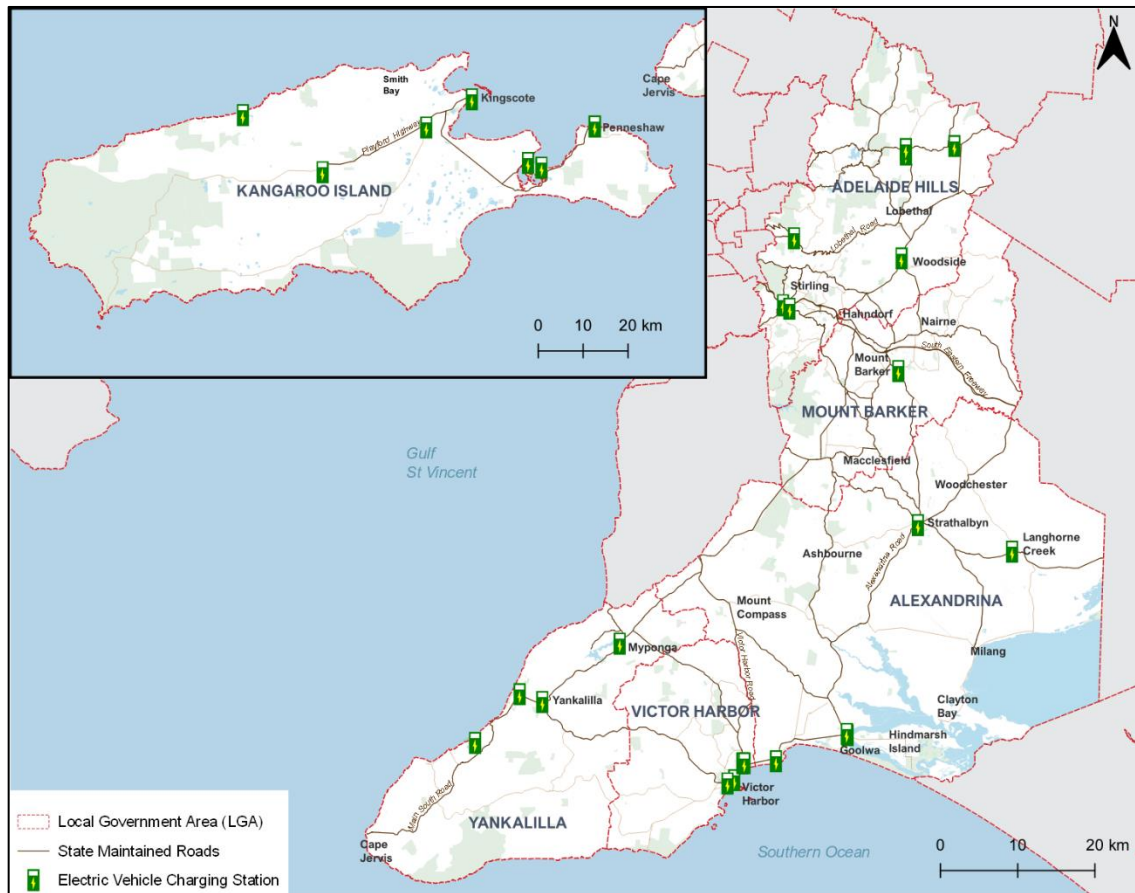 N
Smith
Bay
Kingscote
Cape
Jervis
Penneshaw
Playford Highway
KANGAROO ISLAND
0 10 20 km
ADELAIDE HILLS
Lobethal
Lobethal Road
Woodside
Stirling
Hahndorf
Nairne
Mount
Barker
South Eastern Freeway
MOUNT BARKER
Gulf
St Vincent
Macclesfield
Woodchester
Strathalbyn
Ashbourne
Langhorne
Creek
Alexandrina Road
ALEXANDRINA
Mount
Compass
Victor Harbor Road
Myponga
Milang
Yankalilla
VICTOR HARBOR
Clayton
Bay
Hindmarsh
Island
Goolwa
Victor
Harbor
Main South Road
YANKALILLA
Cape
Jervis
Southern Ocean
0 10 20 km
Local Government Area (LGA)
State Maintained Roads
Electric Vehicle Charging Station